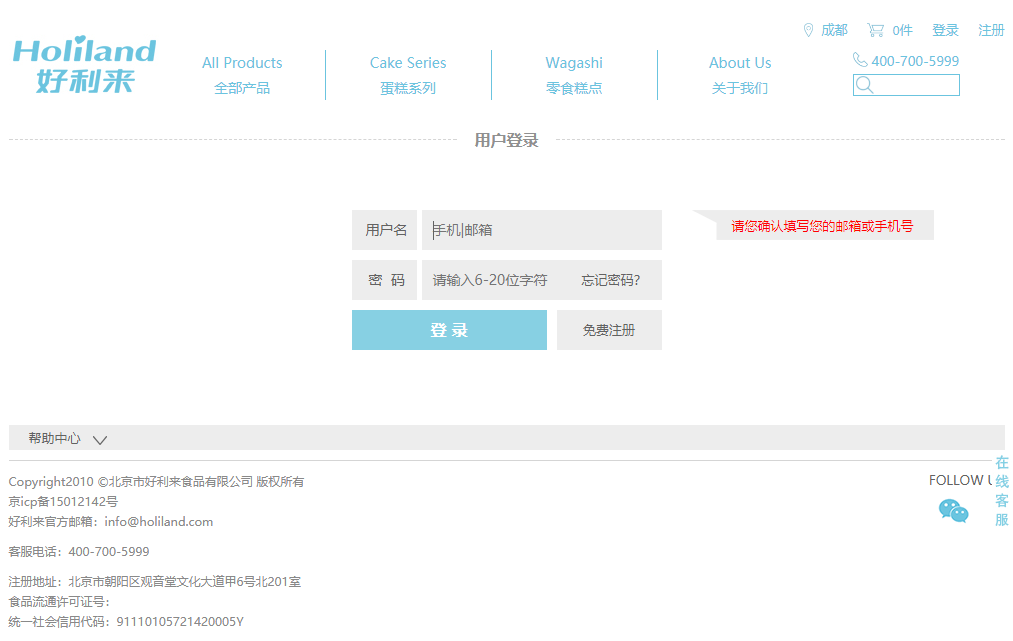 成都 0件 登录 注册
Holiland
好利来
All Products Cake Series Wagashi About Us
全部产品 蛋糕系列 零食糕点 关于我们
400-700-5999
用户登录
用户名 手机|邮箱
请您确认填写您的邮箱或手机号
密 码 请输入6-20位字符 忘记密码?
登 录 免费注册
帮助中心
Copyright2010 ©北京市好利来食品有限公司 版权所有
京icp备15012142号
好利来官方邮箱：info@holiland.com
客服电话：400-700-5999
注册地址：北京市朝阳区观音堂文化大道甲6号北201室
食品流通许可证号：
统一社会信用代码：91110105721420005Y
FOLLOW U
在线客服